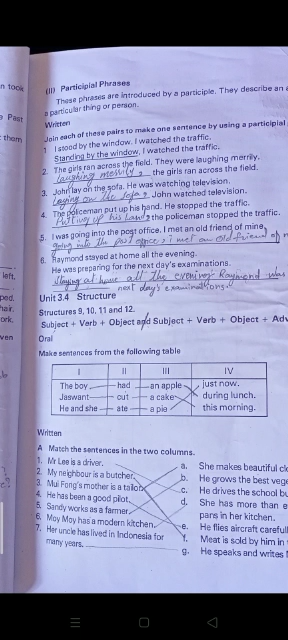 n took
(II) Participial Phrases
These phrases are introduced by a participle. They describe an
a particular thing or person.
Written
a Past
Join each of these pairs to make one sentence by using a participial
them
1 I stood by the window. I watched the traffic.
Standing by the window, I watched the traffic.
2. The girls ran across the field. They were laughing merrily.
laughing merrily, the girls ran across the field.
3. John lay on the sofa. He was watching television.
laying on the sofa, John watched television.
4. The policeman put up his hand. He stopped the traffic.
Putting up his hand, the policeman stopped the traffic.
5. I was going into the post office. I met an old friend of mine.
going into the post office, i met an old friend of
6. Raymond stayed at home all the evening.
He was preparing for the next day's examinations.
Staying at home all the evening, Raymond was
next day's examinations.
left,
Unit 3.4 Structure
ped.
Structures 9, 10, 11 and 12.
hair.
Subject + Verb + Object and Subject + Verb + Object + Adv
ork.
Oral
ven
Make sentences from the following table
I II III IV
The boy had an apple just now.
Jaswant cut a cake during lunch.
He and she ate a pie this morning.
Written
A Match the sentences in the two columns.
1. Mr Lee is a driver.
2. My neighbour is a butcher.
3. Mui Fong's mother is a tailor.
4. He has been a good pilot.
5. Sandy works as a farmer.
6. Moy Moy has a modern kitchen.
7. Her uncle has lived in Indonesia for
many years.
a. She makes beautiful clo
b. He grows the best vege
c. He drives the school bu
d. She has more
pans in her kitchen.
e. He flies aircraft carefull
f. Meat is sold by him in
g. He speaks and writes